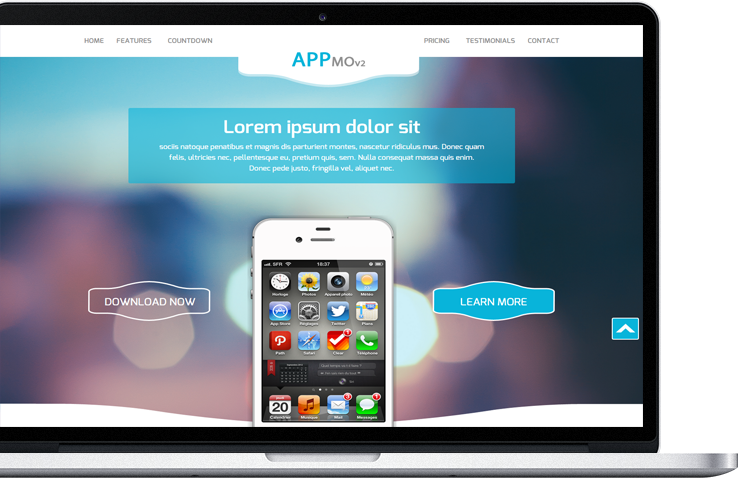 HOME FEATURES COUNTDOWN PRICING TESTIMONIALS CONTACT
APPMOv2
Lorem ipsum dolor sit
sociis natoque penatibus et magnis dis parturient montes, nascetur ridiculus mus. Donec quam
felis, ultricies nec, pellentesque eu, pretium quis, sem. Nulla consequat massa quis enim.
Donec pede justo, fringilla vel, aliquet nec.
DOWNLOAD NOW
LEARN MORE
SFR 18:37
Horloge Photos Appareil photo Météo
App Store Réglages Twitter Plans
Path Safari Clear Téléphone
20
Calendrier Musique Mail Messages